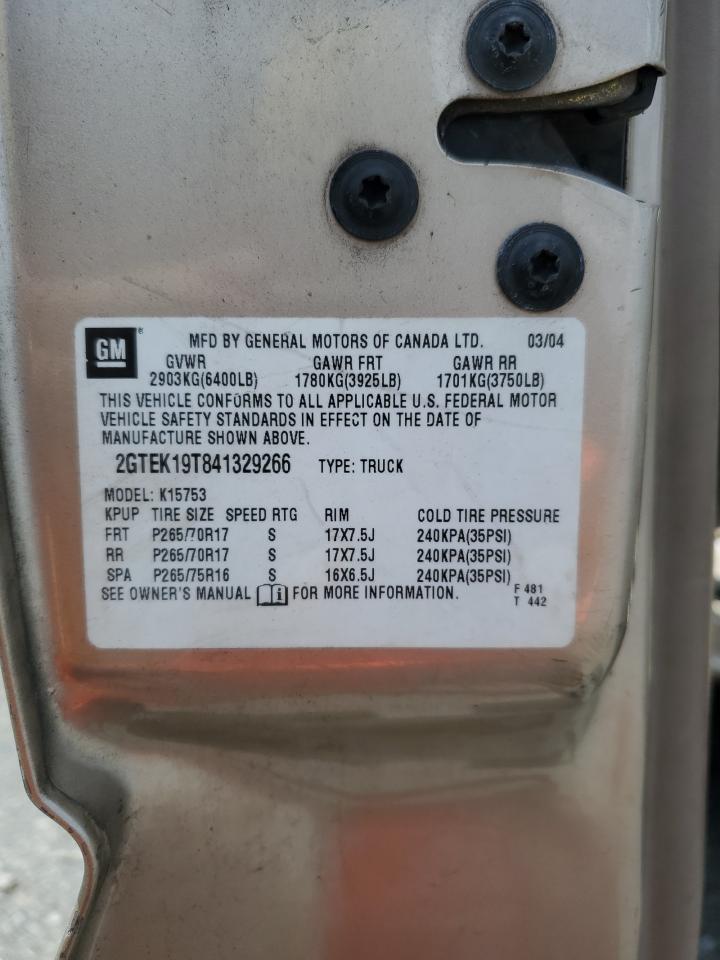 GM ® MFD BY GENERAL MOTORS OF CANADA LTD. 03/04
GVWR GAWR FRT GAWR RR
2903KG(6400LB) 1780KG(3925LB) 1701KG(3750LB)
THIS VEHICLE CONFORMS TO ALL APPLICABLE U.S. FEDERAL MOTOR
VEHICLE SAFETY STANDARDS IN EFFECT ON THE DATE OF
MANUFACTURE SHOWN ABOVE.
2GTEK19T841329266 TYPE: TRUCK
MODEL: K15753
KPUP TIRE SIZE SPEED RTG RIM COLD TIRE PRESSURE
FRT P265/70R17 S 17X7.5J 240KPA(35PSI)
RR P265/70R17 S 17X7.5J 240KPA(35PSI)
SPA P265/75R16 S 16X6.5J 240KPA(35PSI)
SEE OWNER'S MANUAL i FOR MORE INFORMATION. F 481
T 442